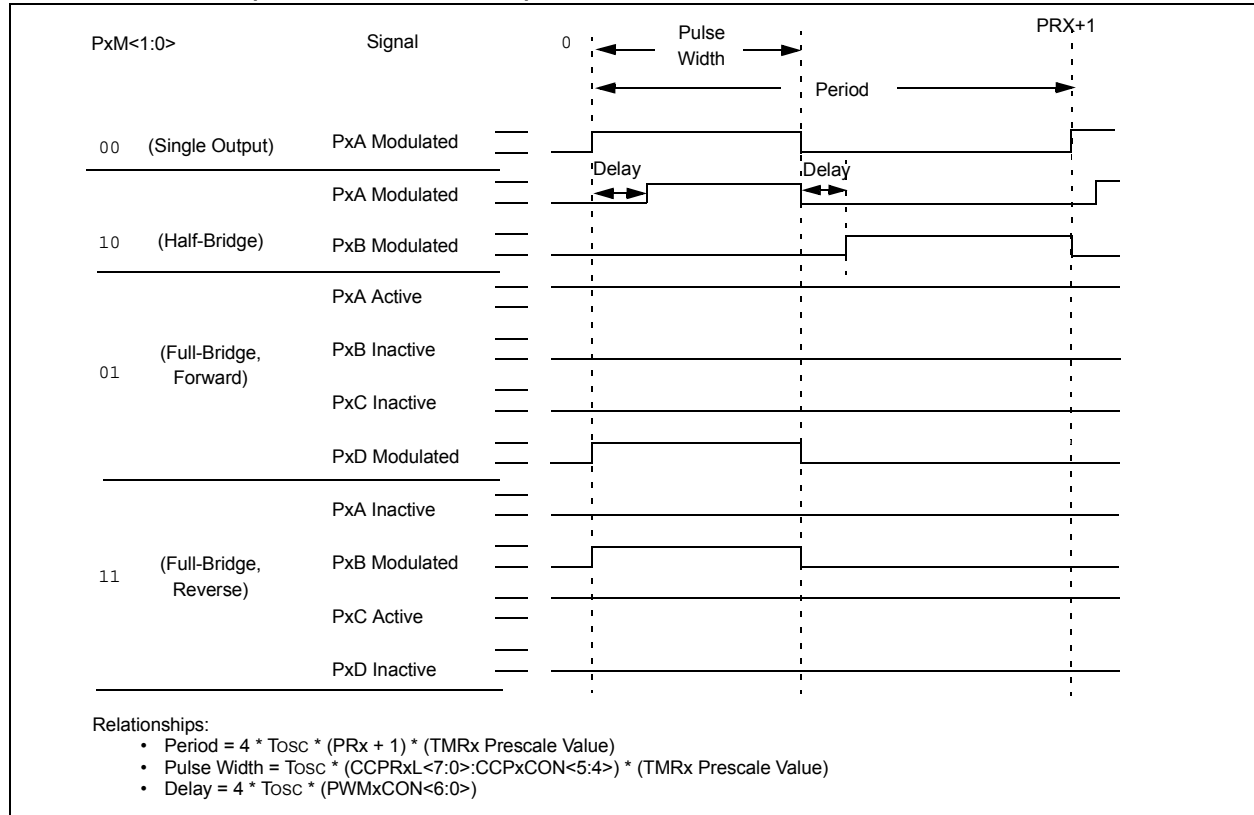 PxM<1:0> Signal 0 Pulse Width PRX+1
Period
00 (Single Output) PxA Modulated
Delay Delay
PxA Modulated
10 (Half-Bridge) PxB Modulated
PxA Active
01 (Full-Bridge, Forward) PxB Inactive
PxC Inactive
PxD Modulated
PxA Inactive
11 (Full-Bridge, Reverse) PxB Modulated
PxC Active
PxD Inactive
Relationships:
• Period = 4 * TOSC * (PRx + 1) * (TMRx Prescale Value)
• Pulse Width = TOSC * (CCPRxL<7:0>:CCPxCON<5:4>) * (TMRx Prescale Value)
• Delay = 4 * TOSC * (PWMxCON<6:0>)